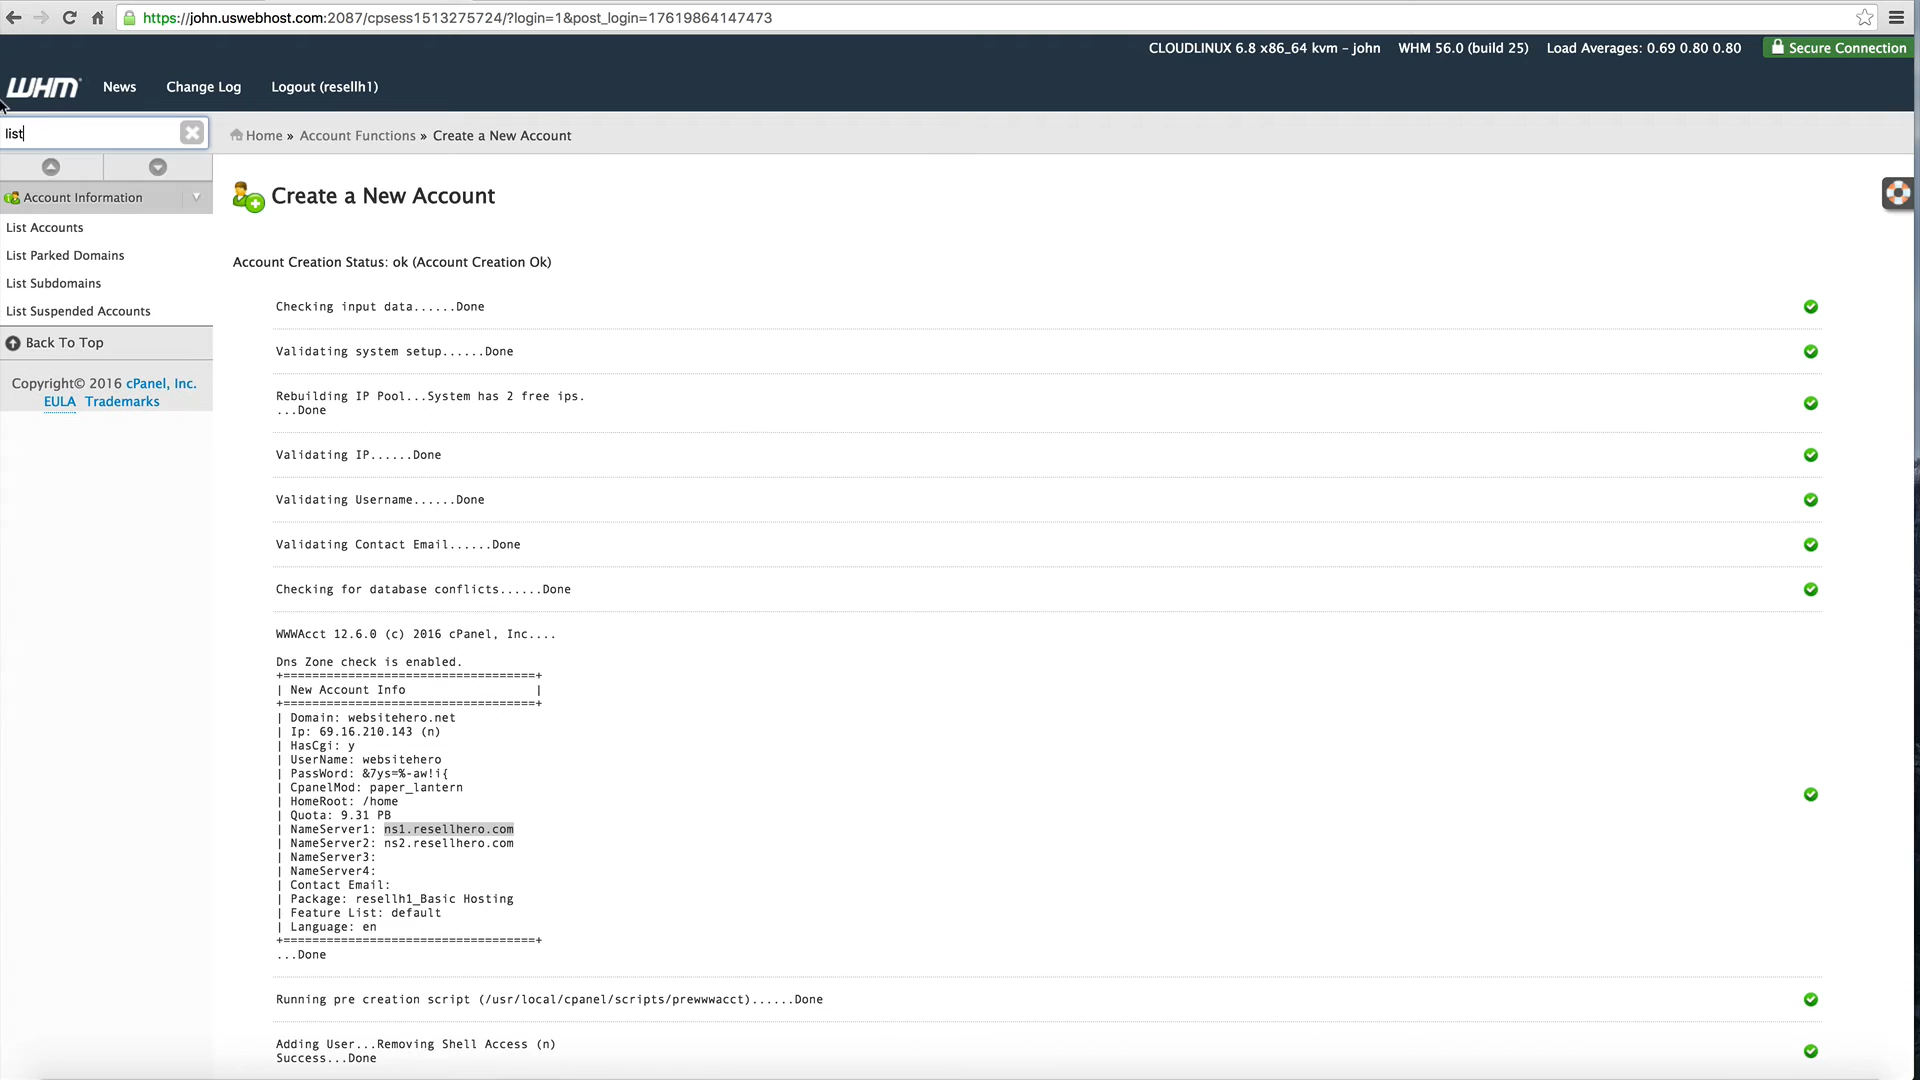 https://john.uswebhost.com:2087/cpsess1513275724/?login=1&post_login=17619864147473
CLOUDLINUX 6.8 x86_64 kvm – john WHM 56.0 (build 25) Load Averages: 0.69 0.80 0.80 Secure Connection
WHM News Change Log Logout (resellh1)
list
Home » Account Functions » Create a New Account
Account Information
List Accounts
List Parked Domains
List Subdomains
List Suspended Accounts
Back To Top
Copyright© 2016 cPanel, Inc.
EULA Trademarks
Create a New Account
Account Creation Status: ok (Account Creation Ok)
Checking input data......Done
Validating system setup......Done
Rebuilding IP Pool...System has 2 free ips.
...Done
Validating IP......Done
Validating Username......Done
Validating Contact Email......Done
Checking for database conflicts......Done
WWWAcct 12.6.0 (c) 2016 cPanel, Inc....
Dns Zone check is enabled.
+===================================+
| New Account Info |
+===================================+
| Domain: websitehero.net
| Ip: 69.16.210.143 (n)
| HasCgi: y
| UserName: websitehero
| PassWord: &7ys=%-aw!i{
| CpanelMod: paper_lantern
| HomeRoot: /home
| Quota: 9.31 PB
| NameServer1: ns1.resellhero.com
| NameServer2: ns2.resellhero.com
| NameServer3:
| NameServer4:
| Contact Email:
| Package: resellh1_Basic Hosting
| Feature List: default
| Language: en
+===================================+
...Done
Running pre creation script (/usr/local/cpanel/scripts/prewwwacct)......Done
Adding User...Removing Shell Access (n)
Success...Done